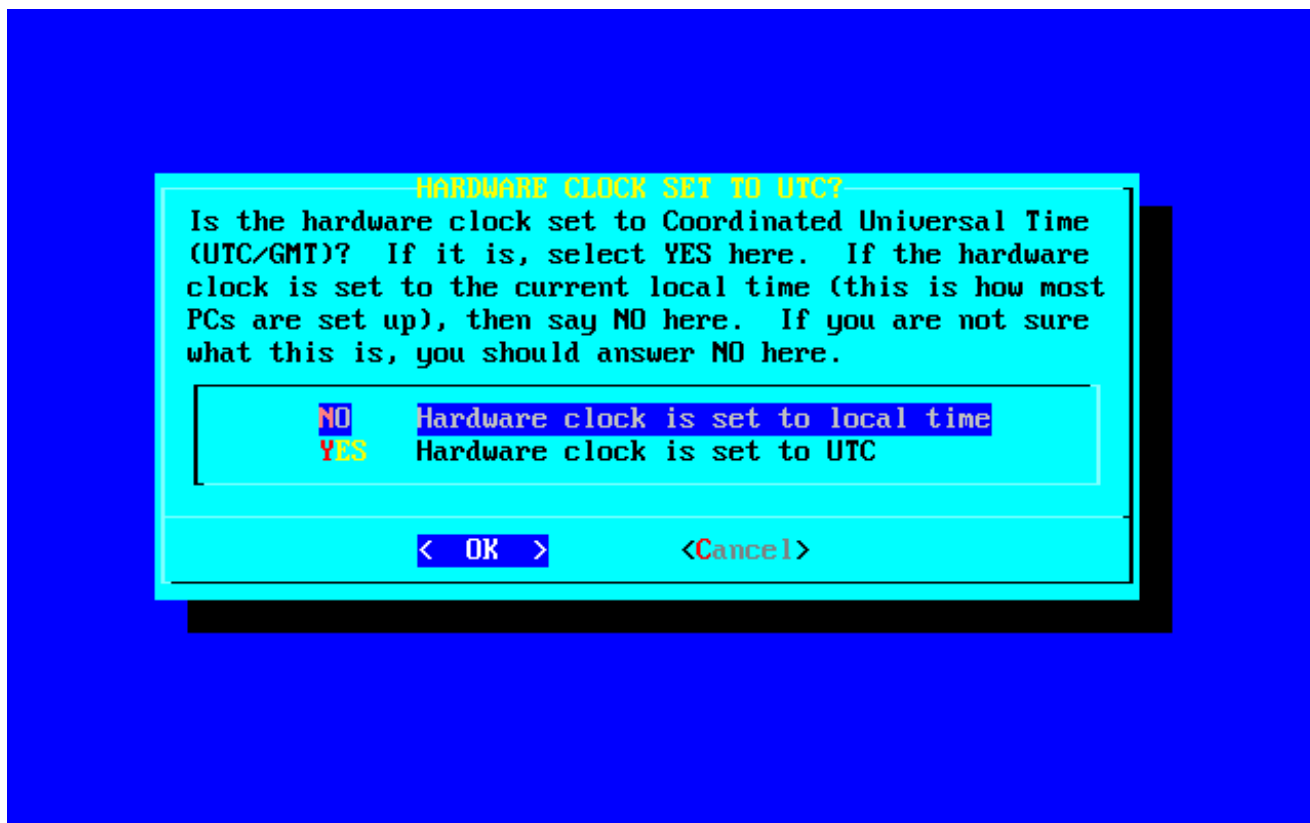 HARDWARE CLOCK SET TO UTC?
Is the hardware clock set to Coordinated Universal Time
(UTC/GMT)?  If it is, select YES here.  If the hardware
clock is set to the current local time (this is how most
PCs are set up), then say NO here.  If you are not sure
what this is, you should answer NO here.
NO Hardware clock is set to local time
YES Hardware clock is set to UTC
< OK > <Cancel>